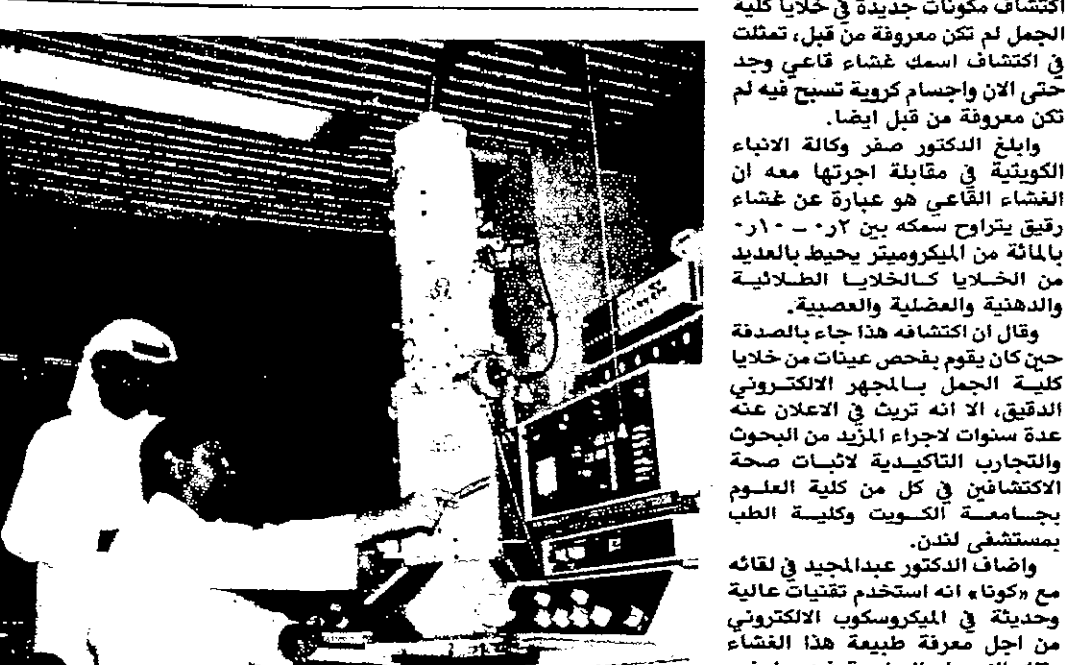 اكتشاف مكونات جديدة في خلايا كلية
الجمل لم تكن معروفة من قبل، تمثلت
في اكتشاف اسمك غشاء قاعي وجد
حتى الان واجسام كروية تسبح فيه لم
تكن معروفة من قبل ايضا.
وابلغ الدكتور صفر وكالة الانباء
الكويتية في مقابلة اجرتها معه ان
الغشاء القاعي هو عبارة عن غشاء
رقيق يتراوح سمكه بين ٢ر٠ ــ ١٠ر٠
بالمائة من الميكروميتر يحيط بالعديد
من الخلايا كالخلايا الطلائية
والدهنية والعضلية والعصبية.
وقال ان اكتشافه هذا جاء بالصدفة
حين كان يقوم بفحص عينات من خلايا
كلية الجمل بالمجهر الالكتروني
الدقيق، الا انه تريث في الاعلان عنه
عدة سنوات لاجراء المزيد من البحوث
والتجارب التاكيدية لاثبات صحة
الاكتشافين في كل من كلية العلوم
بجامعة الكويت وكلية الطب
بمستشفى لندن.
واضاف الدكتور عبدالمجيد في لقائه
مع «كونا» انه استخدم تقنيات عالية
وحديثة في الميكروسكوب الالكتروني
من اجل معرفة طبيعة هذا الغشاء